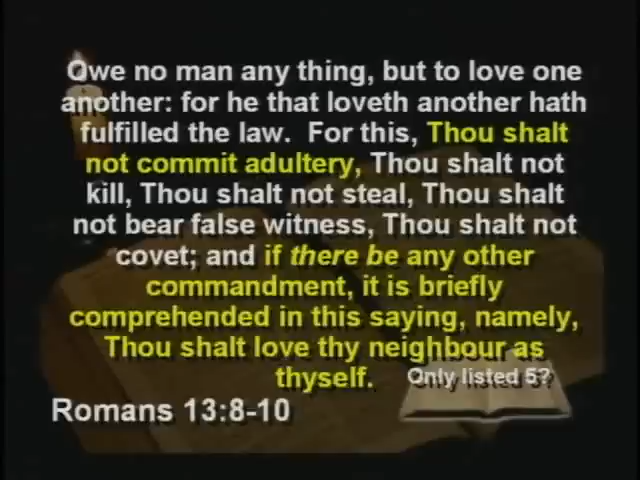 Owe no man any thing, but to love one
another: for he that loveth another hath
fulfilled the law.  For this, Thou shalt
not commit adultery, Thou shalt not
kill, Thou shalt not steal, Thou shalt
not bear false witness, Thou shalt not
covet; and if there be any other
commandment, it is briefly
comprehended in this saying, namely,
Thou shalt love thy neighbour as
thyself.
Only listed 5?
Romans 13:8-10